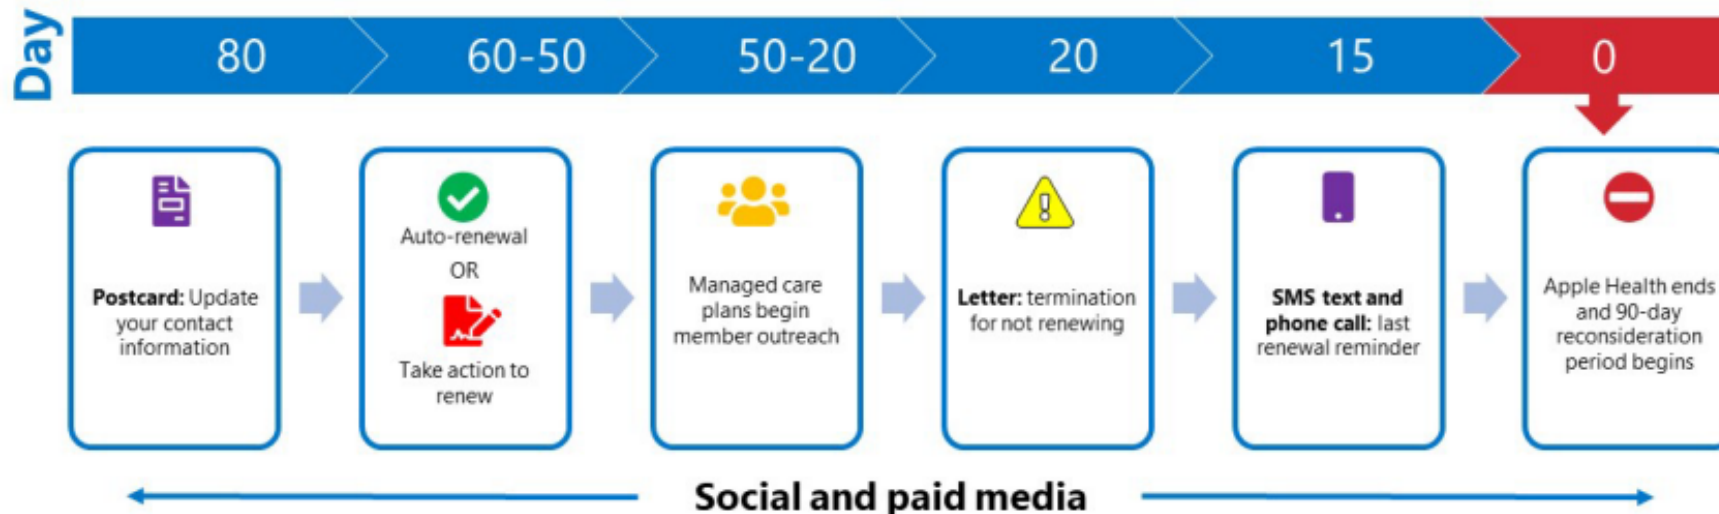 Day
80
60-50
50-20
20
15
0
Postcard: Update
your contact
information
Auto-renewal
OR
Take action to
renew
Managed care
plans begin
member outreach
Letter: termination
for not renewing
SMS text and
phone call: last
renewal reminder
Apple Health ends
and 90-day
reconsideration
period begins
Social and paid media